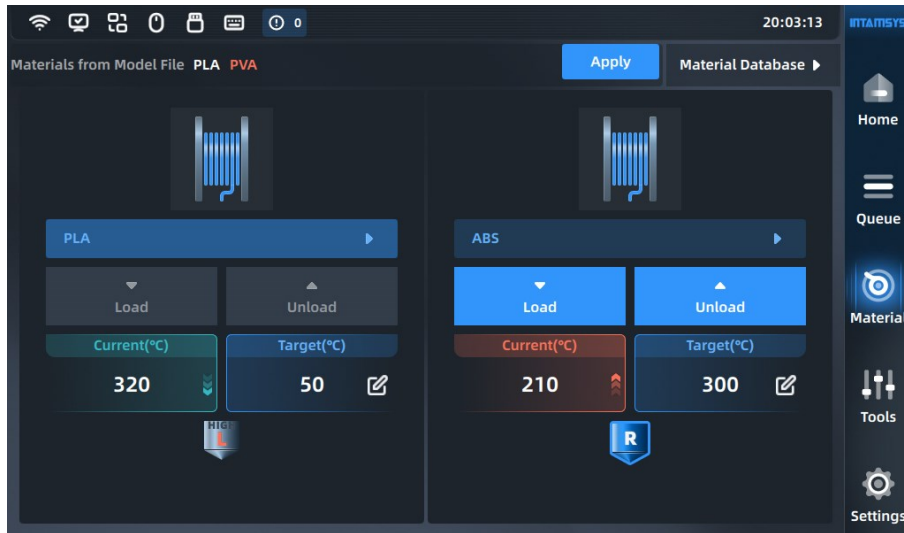 0
20:03:13
INTAMSYS
Materials from Model File PLA PVA
Apply
Material Database
PLA
Load
Unload
Current(℃)
Target(℃)
320
50
HIGH
L
ABS
Load
Unload
Current(℃)
Target(℃)
210
300
R
Home
Queue
Material
Tools
Settings